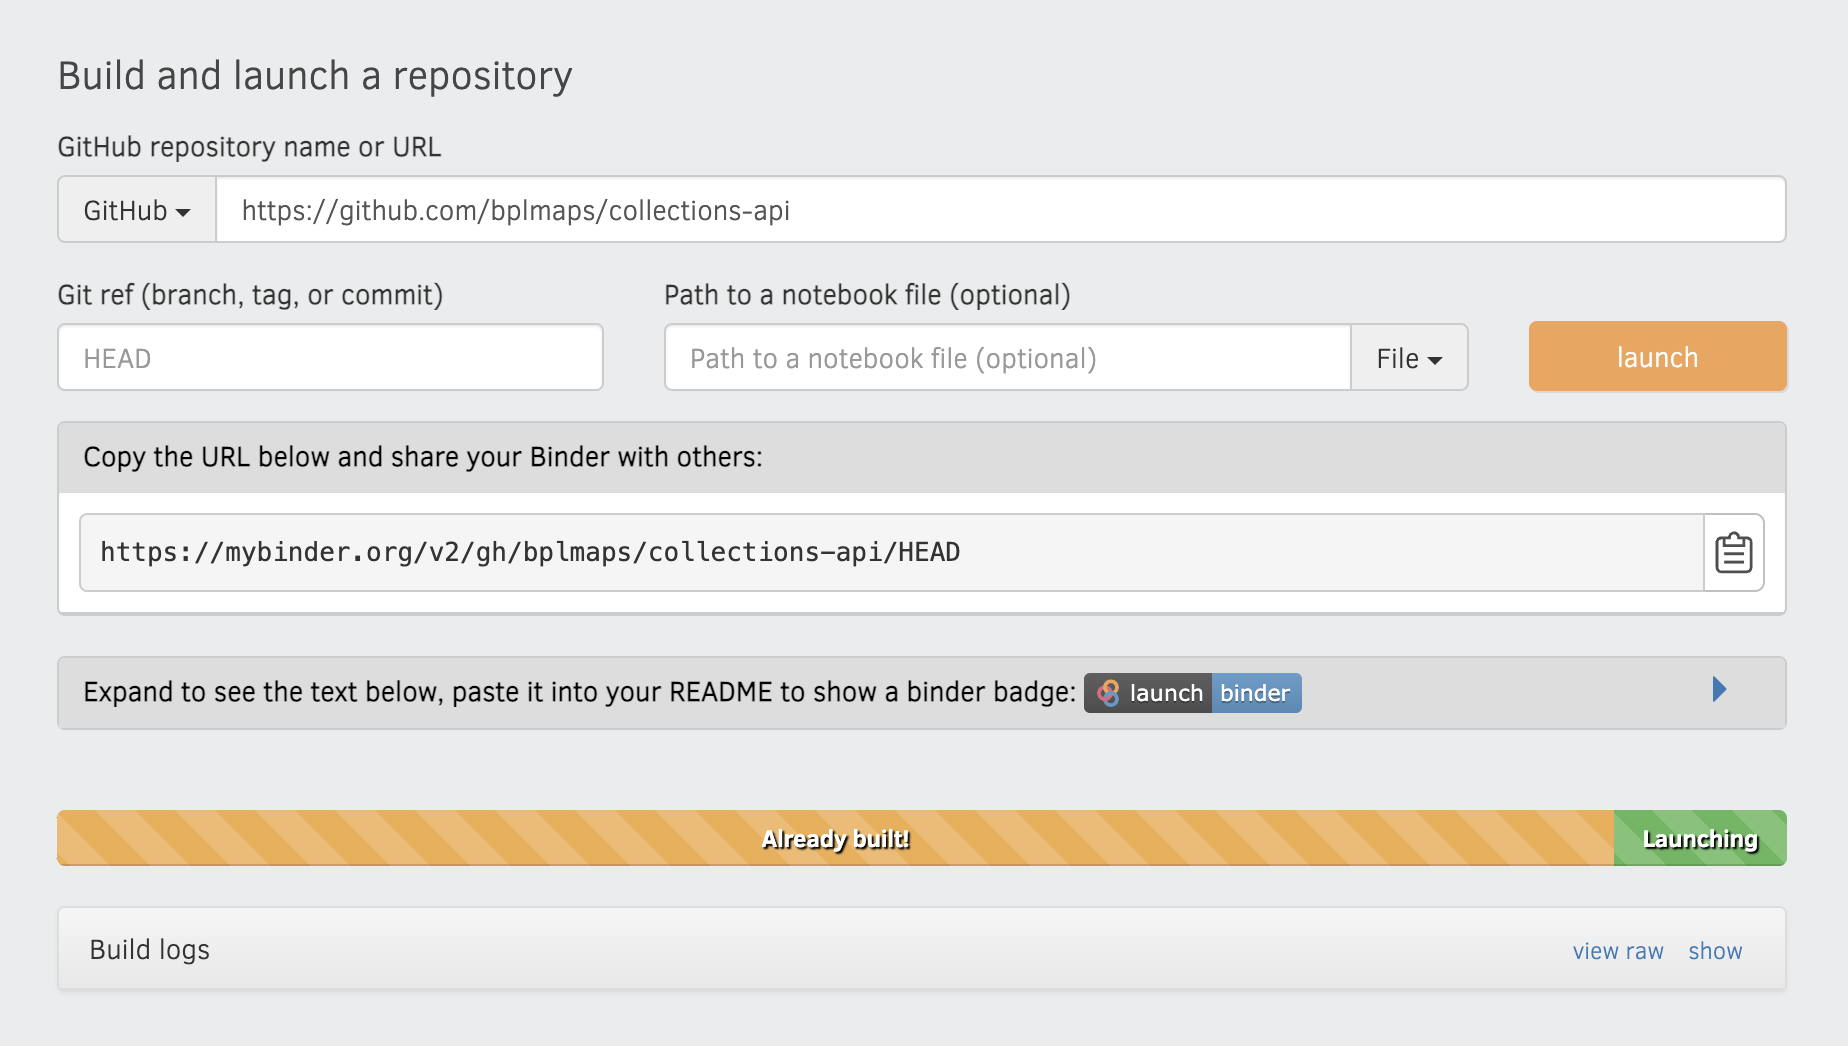 Build and launch a repository
GitHub repository name or URL
GitHub
https://github.com/bplmaps/collections-api
Git ref (branch, tag, or commit)
Path to a notebook file (optional)
HEAD
Path to a notebook file (optional)
File
launch
Copy the URL below and share your Binder with others:
https://mybinder.org/v2/gh/bplmaps/collections-api/HEAD
Expand to see the text below, paste it into your README to show a binder badge: launch binder
Already built!
Launching
Build logs
view raw
show